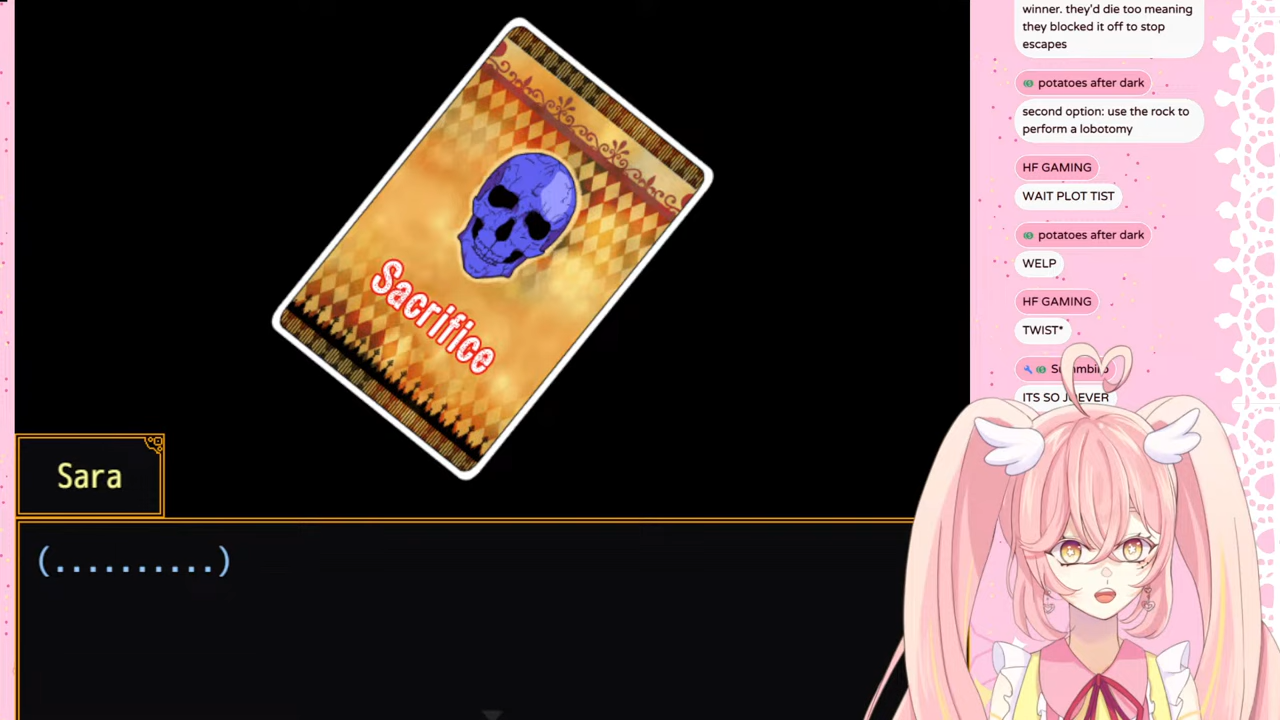 Sacrifice
Sara
(..........)
winner. they'd die too meaning
they blocked it off to stop
escapes
potatoes after dark
second option: use the rock to
perform a lobotomy
HF GAMING
WAIT PLOT TIST
potatoes after dark
WELP
HF GAMING
TWIST*
ITS SO